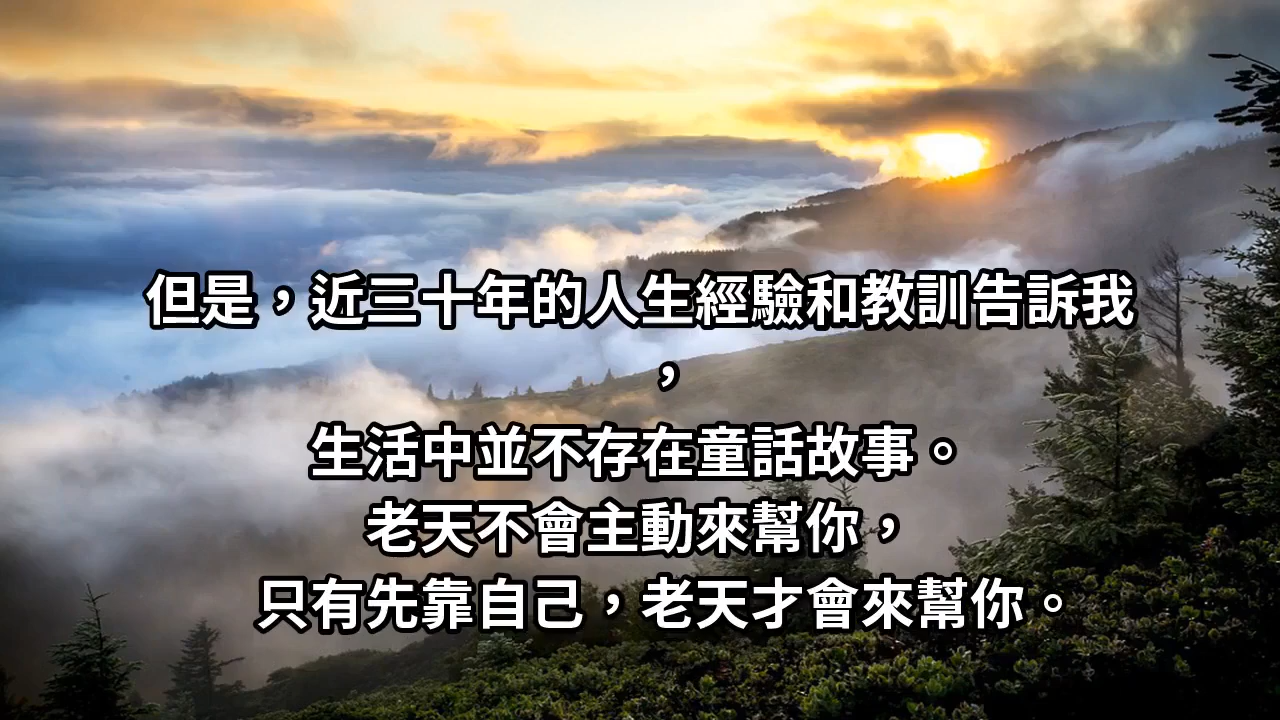 但是，近三十年的人生經驗和教訓告訴我
，
生活中並不存在童話故事。
老天不會主動來幫你，
只有先靠自己，老天才會來幫你。